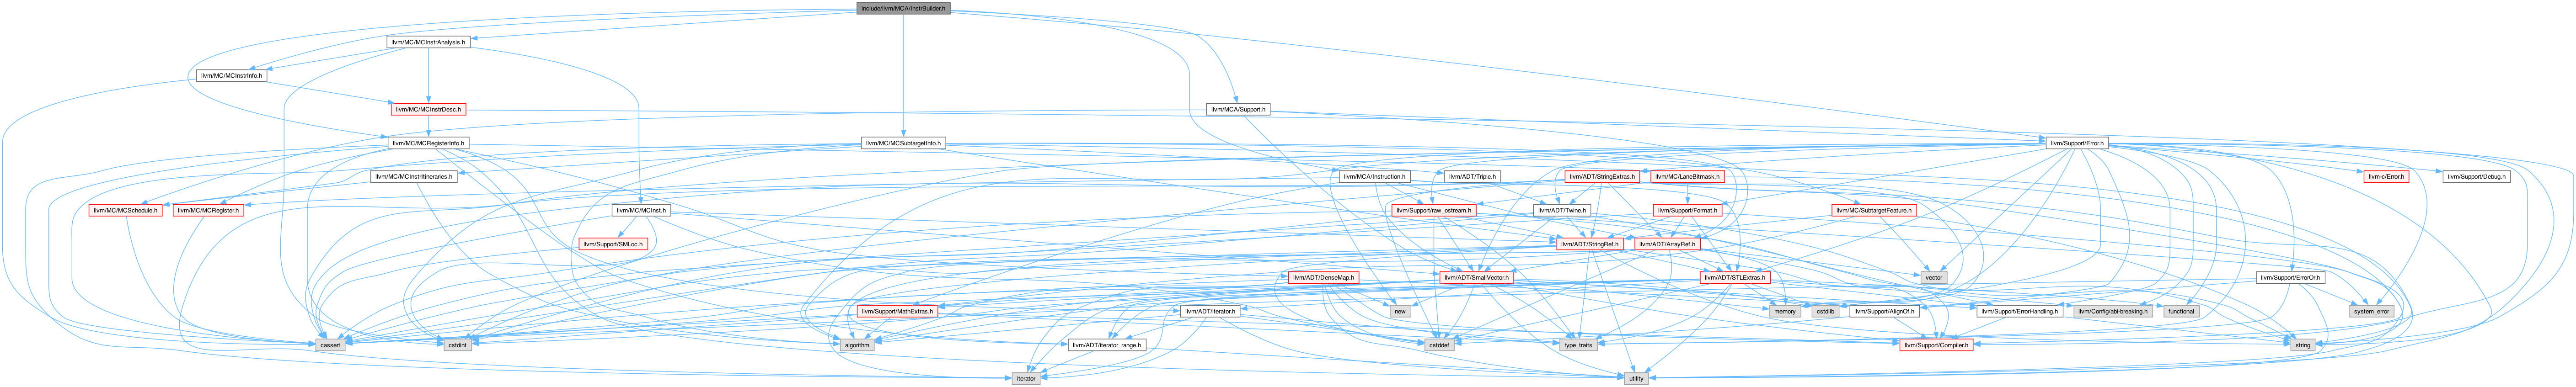 include/llvm/MCA/InstrBuilder.h
llvm/MC/MCInstrAnalysis.h
llvm/MC/MCInstrInfo.h
llvm/MC/MCInstrDesc.h
llvm/MCA/Support.h
llvm/MC/MCRegisterInfo.h
llvm/MC/MCSubtargetInfo.h
llvm/Support/Error.h
llvm/MC/MCInstrItineraries.h
llvm/MCA/Instruction.h
llvm/ADT/Triple.h
llvm/ADT/StringExtras.h
llvm/MC/LaneBitmask.h
llvm-c/Error.h
llvm/Support/Debug.h
llvm/MC/MCSchedule.h
llvm/MC/MCRegister.h
llvm/MC/MCInst.h
llvm/Support/raw_ostream.h
llvm/ADT/Twine.h
llvm/Support/Format.h
llvm/MC/SubtargetFeature.h
llvm/Support/SMLoc.h
llvm/ADT/StringRef.h
llvm/ADT/ArrayRef.h
llvm/ADT/DenseMap.h
llvm/ADT/SmallVector.h
llvm/ADT/STLExtras.h
vector
llvm/Support/ErrorOr.h
llvm/Support/MathExtras.h
llvm/ADT/iterator.h
new
memory
cstdlib
llvm/Support/AlignOf.h
llvm/Support/ErrorHandling.h
llvm/Config/abi-breaking.h
functional
system_error
cassert
cstdint
algorithm
llvm/ADT/iterator_range.h
cstddef
type_traits
llvm/Support/Compiler.h
string
iterator
utility